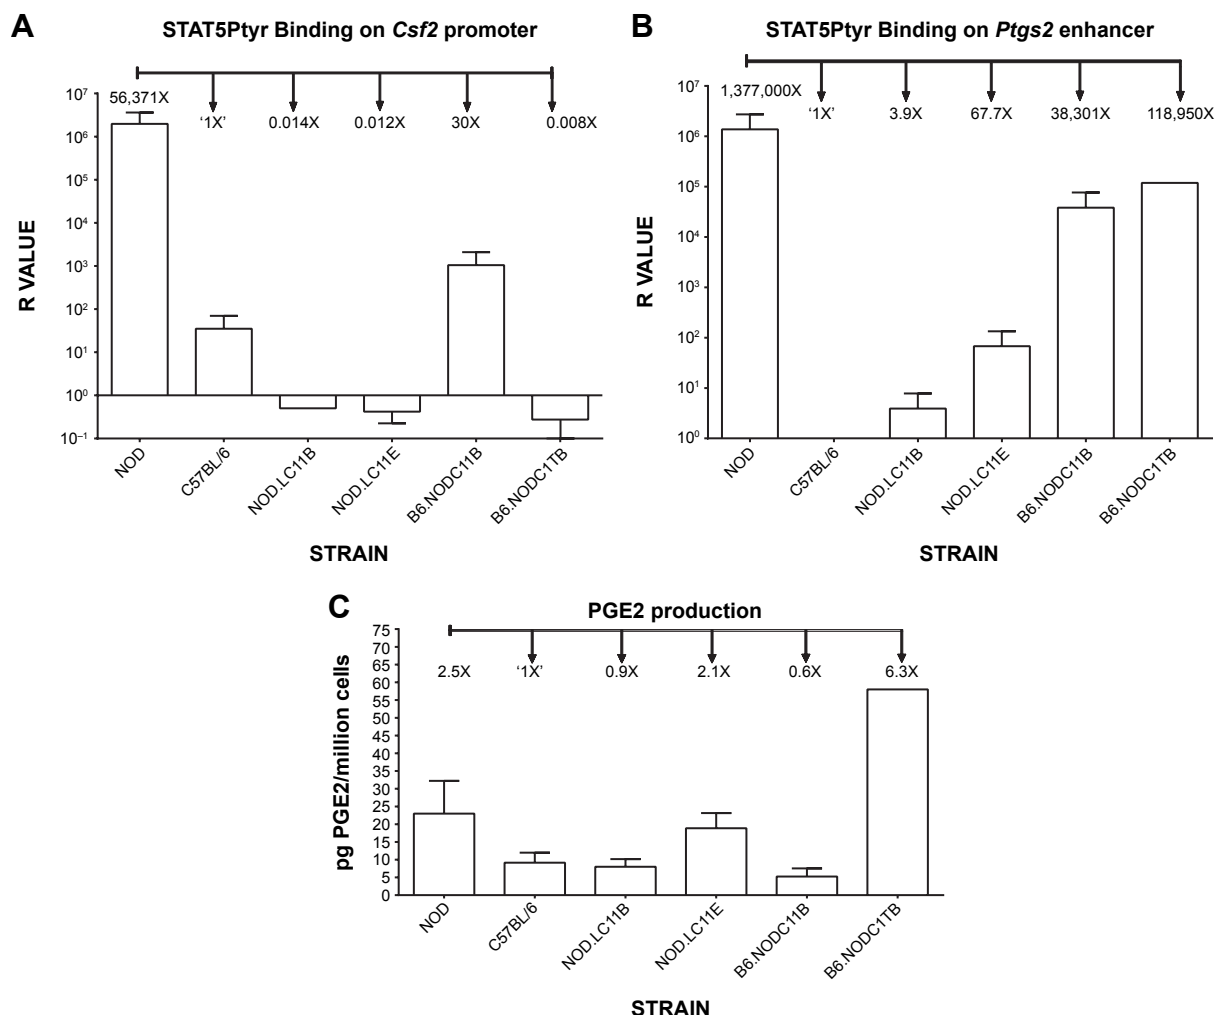 A
STAT5Ptyr Binding on Csf2 promoter
56,371X
'1X'
0.014X
0.012X
30X
0.008X
R VALUE
10⁷
10⁶
10⁵
10⁴
10³
10²
10¹
10⁰
10⁻¹
NOD
C57BL/6
NOD.LC11B
NOD.LC11E
B6.NODC11B
B6.NODC1TB
STRAIN
B
STAT5Ptyr Binding on Ptgs2 enhancer
1,377,000X
'1X'
3.9X
67.7X
38,301X
118,950X
R VALUE
10⁷
10⁶
10⁵
10⁴
10³
10²
10¹
10⁰
NOD
C57BL/6
NOD.LC11B
NOD.LC11E
B6.NODC11B
B6.NODC1TB
STRAIN
C
PGE2 production
2.5X
'1X'
0.9X
2.1X
0.6X
6.3X
pg PGE2/million cells
75
70
65
60
55
50
45
40
35
30
25
20
15
10
5
0
NOD
C57BL/6
NOD.LC11B
NOD.LC11E
B6.NODC11B
B6.NODC1TB
STRAIN